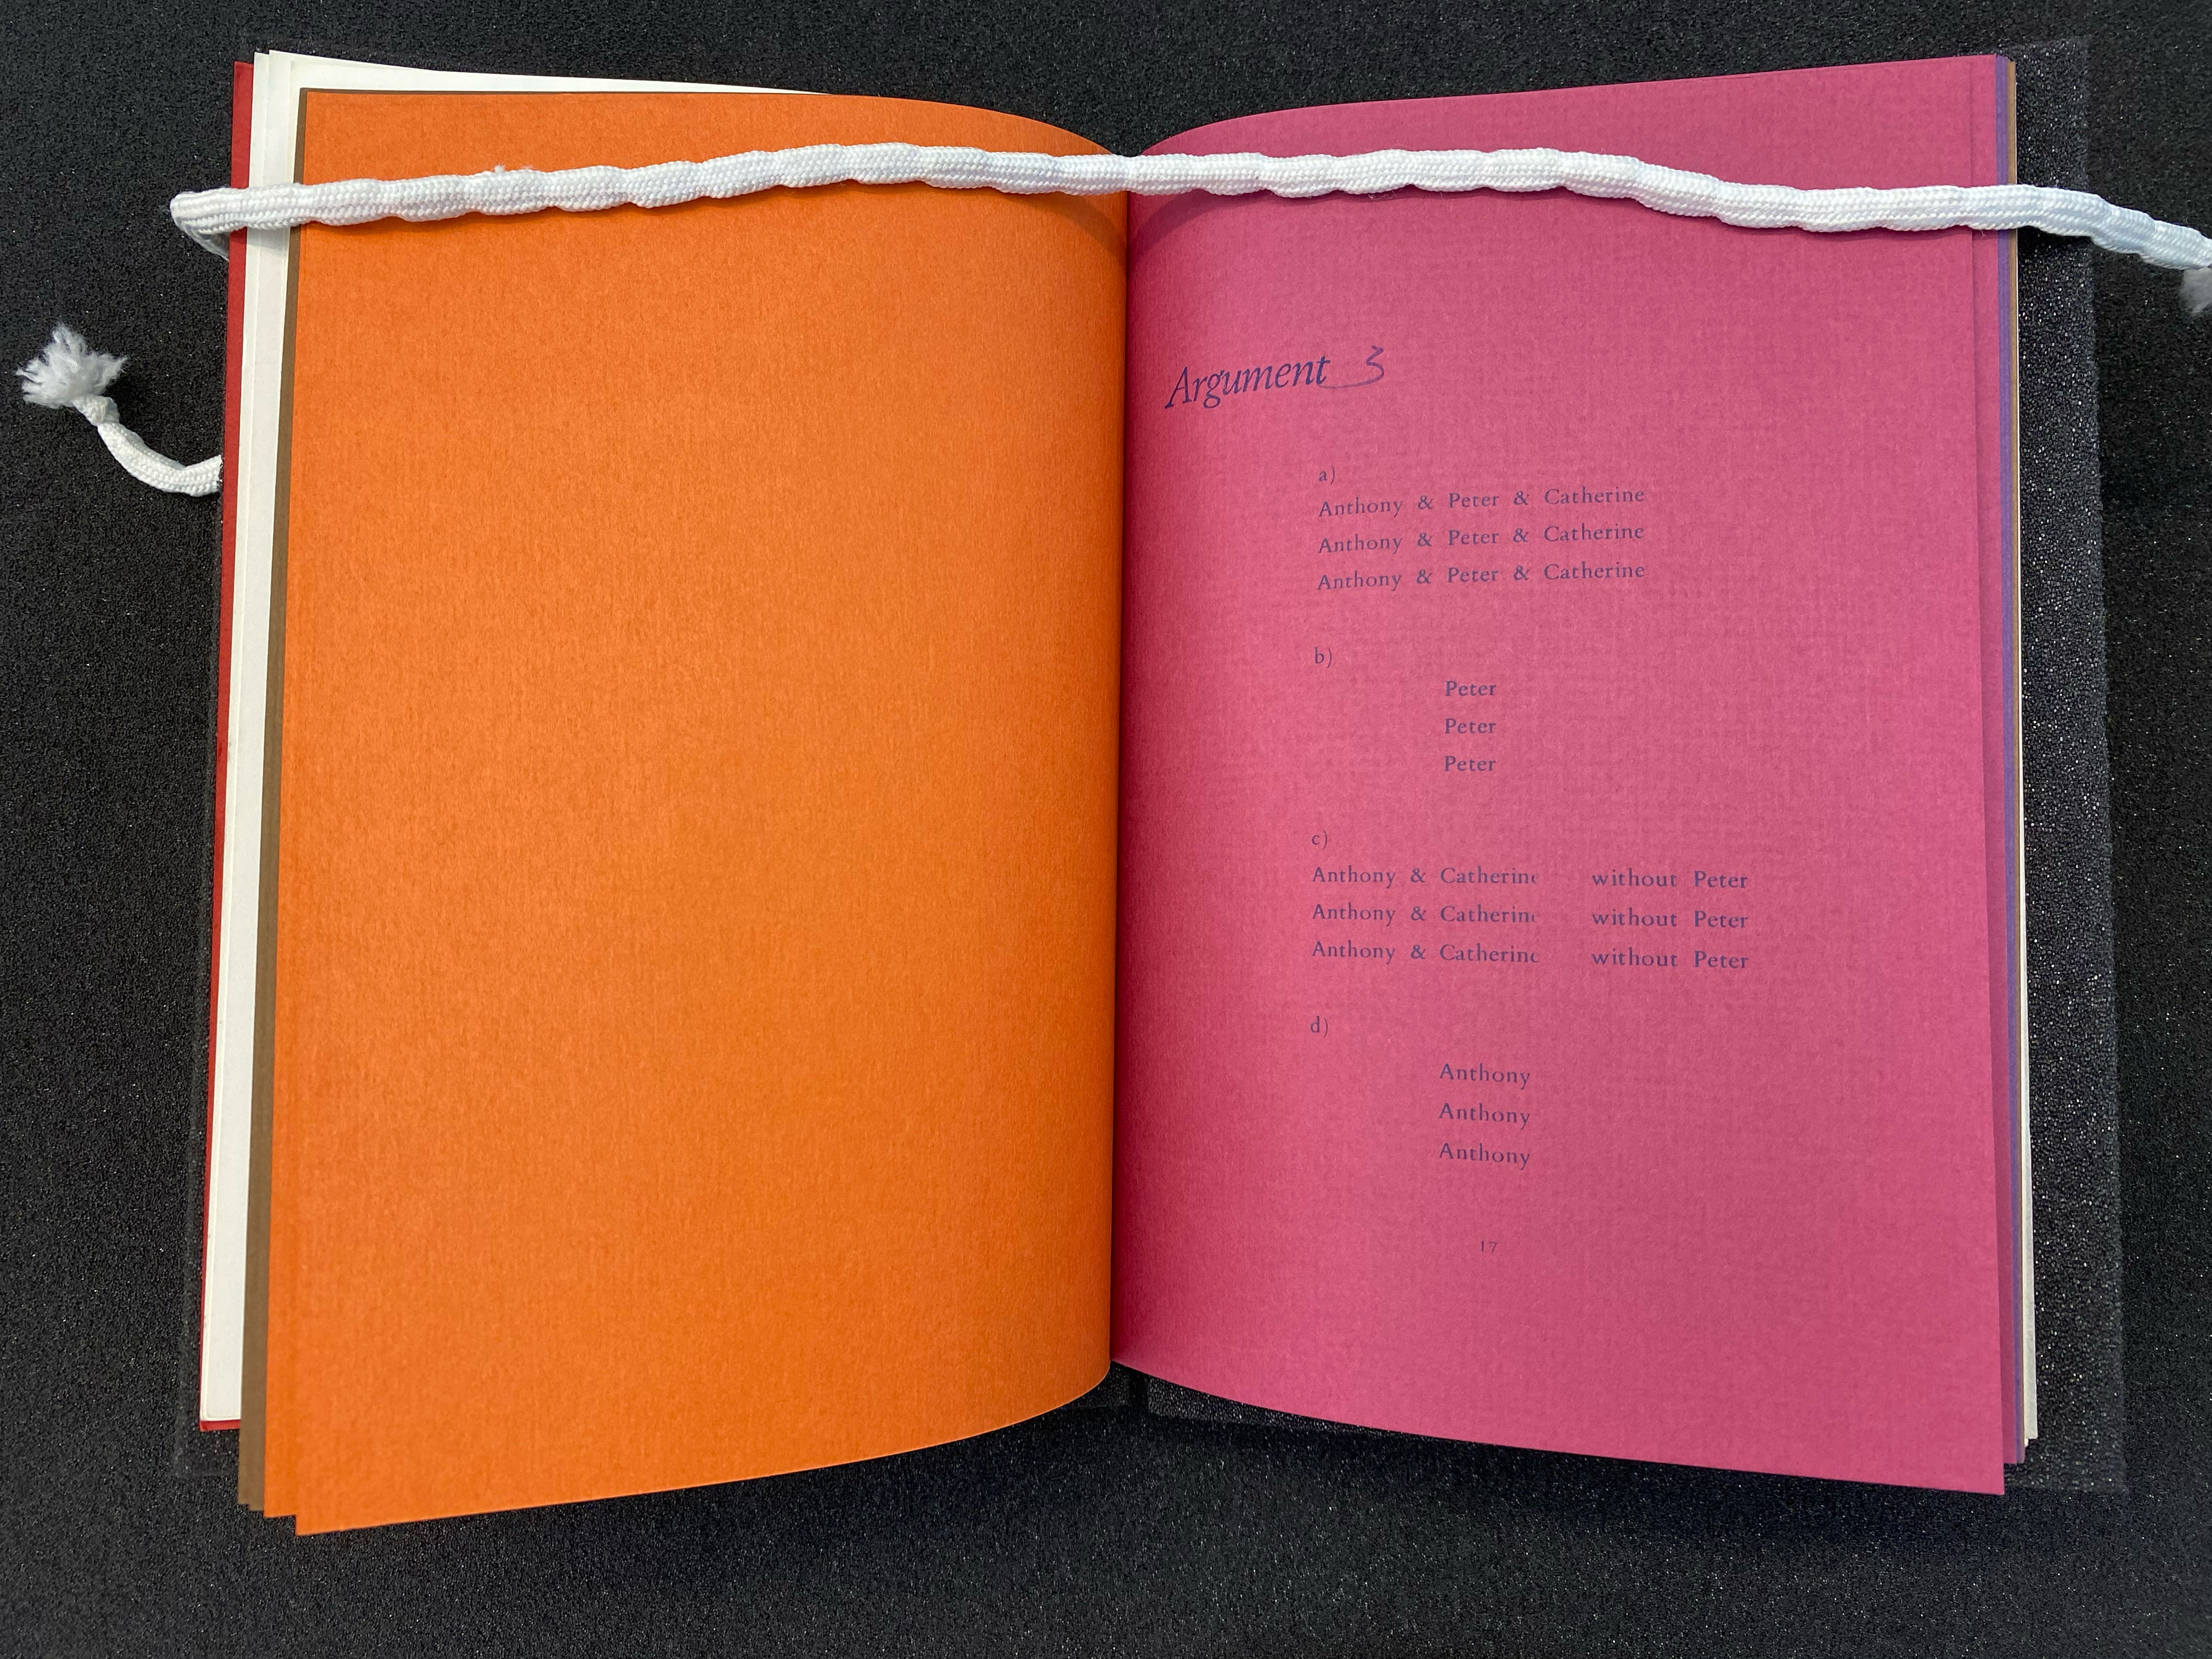 Argument 3
a)
Anthony & Peter & Catherine
Anthony & Peter & Catherine
Anthony & Peter & Catherine
b)
Peter
Peter
Peter
c)
Anthony & Catherine without Peter
Anthony & Catherine without Peter
Anthony & Catherine without Peter
d)
Anthony
Anthony
Anthony
17